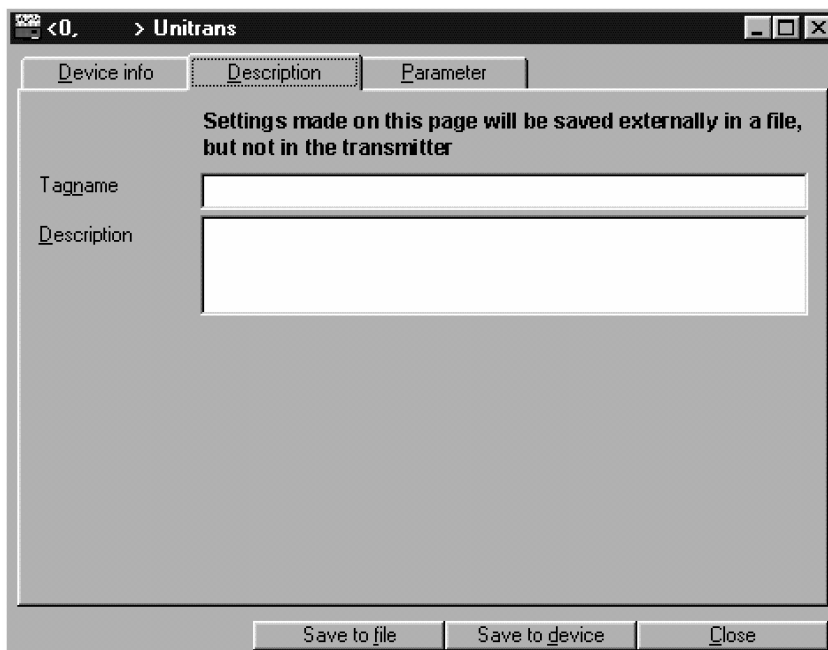 <0, > Unitrans
Device info Description Parameter
Settings made on this page will be saved externally in a file,
but not in the transmitter
Tagname
Description
Save to file Save to device Close